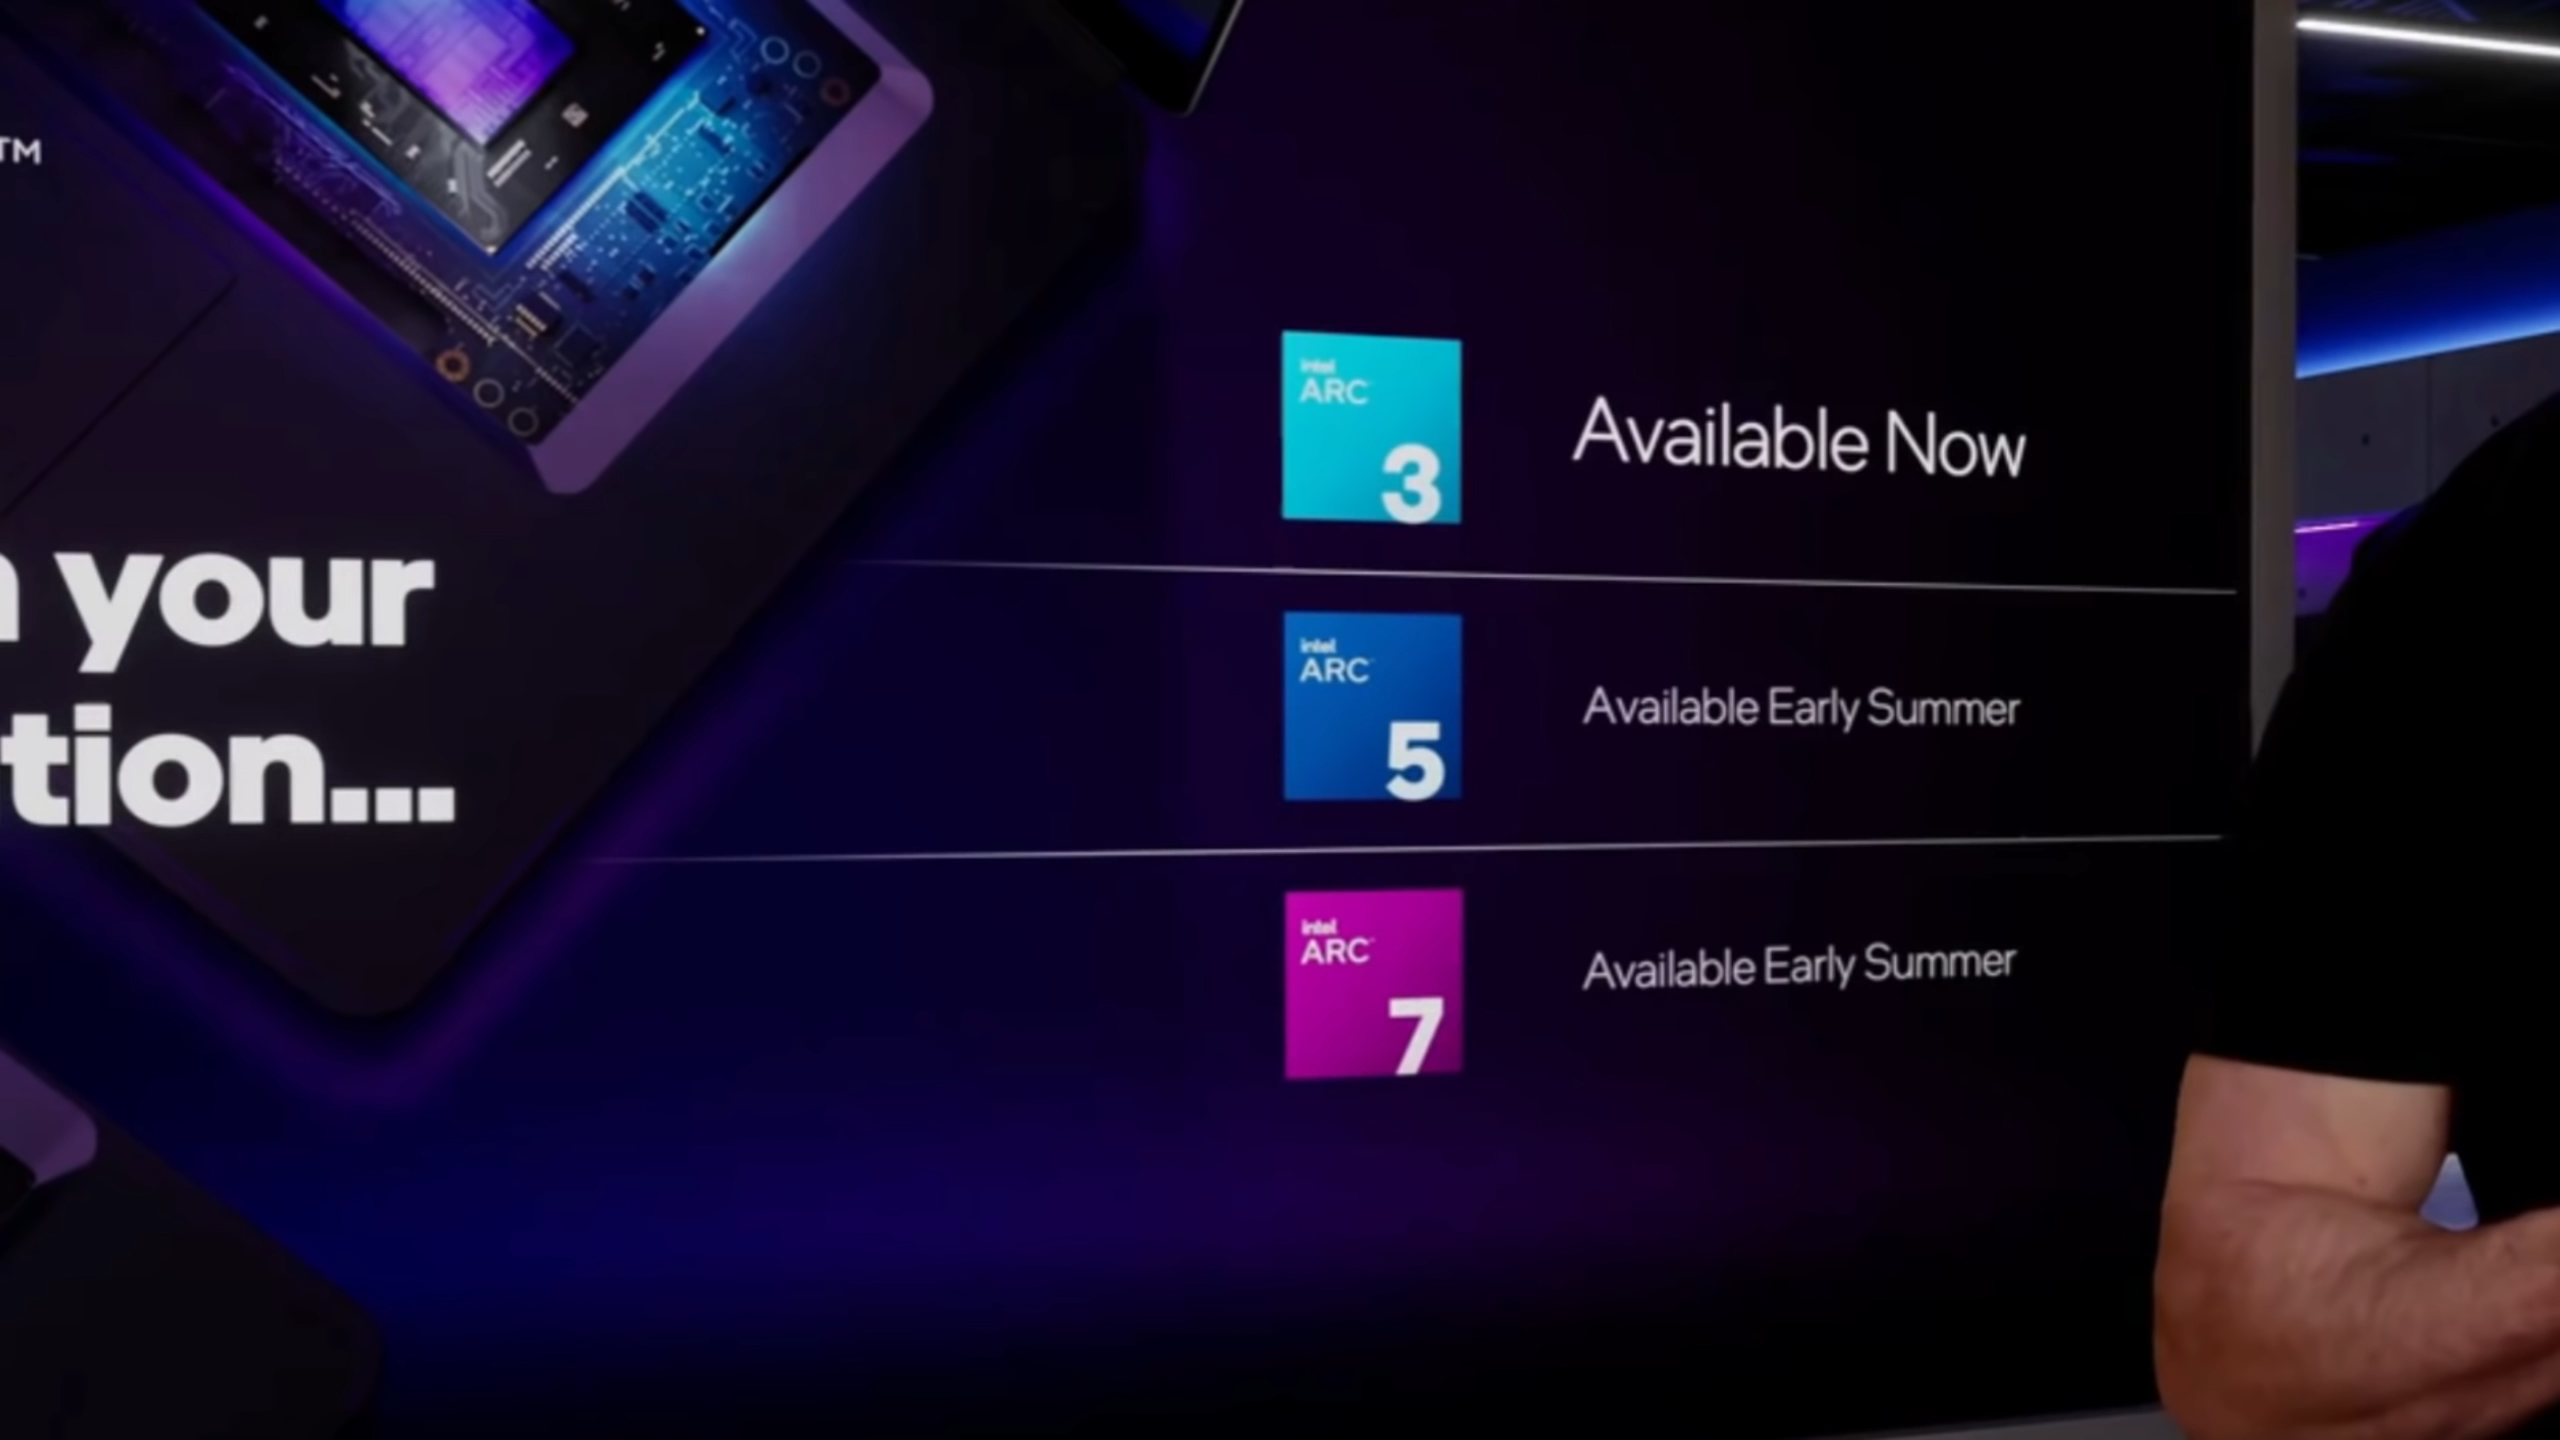 TM
your
tion...
intel
ARC
3
Available Now
intel
ARC
5
Available Early Summer
intel
ARC
7
Available Early Summer